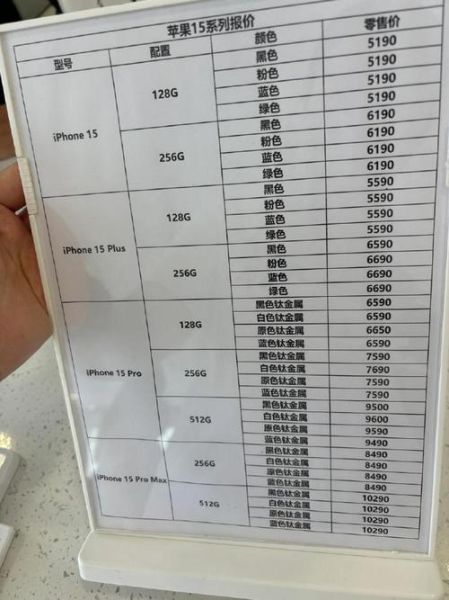 苹果15系列报价
型号 配置 颜色 零售价
iPhone 15 128G 黑色 5190
粉色 5190
蓝色 5190
绿色 5190
256G 黑色 6190
粉色 6190
蓝色 6190
绿色 6190
iPhone 15 Plus 128G 黑色 5590
粉色 5590
蓝色 5590
绿色 5590
256G 黑色 6590
粉色 6690
蓝色 6690
绿色 6690
iPhone 15 Pro 128G 黑色钛金属 6590
白色钛金属 6590
原色钛金属 6650
蓝色钛金属 6590
256G 黑色钛金属 7590
白色钛金属 7690
原色钛金属 7590
蓝色钛金属 7590
512G 黑色钛金属 9500
白色钛金属 9600
原色钛金属 9590
蓝色钛金属 9490
iPhone 15 Pro Max 256G 黑色钛金属 8490
白色钛金属 8490
原色钛金属 8490
蓝色钛金属 8490
512G 黑色钛金属 10290
白色钛金属 10290
原色钛金属 10290
蓝色钛金属 10290